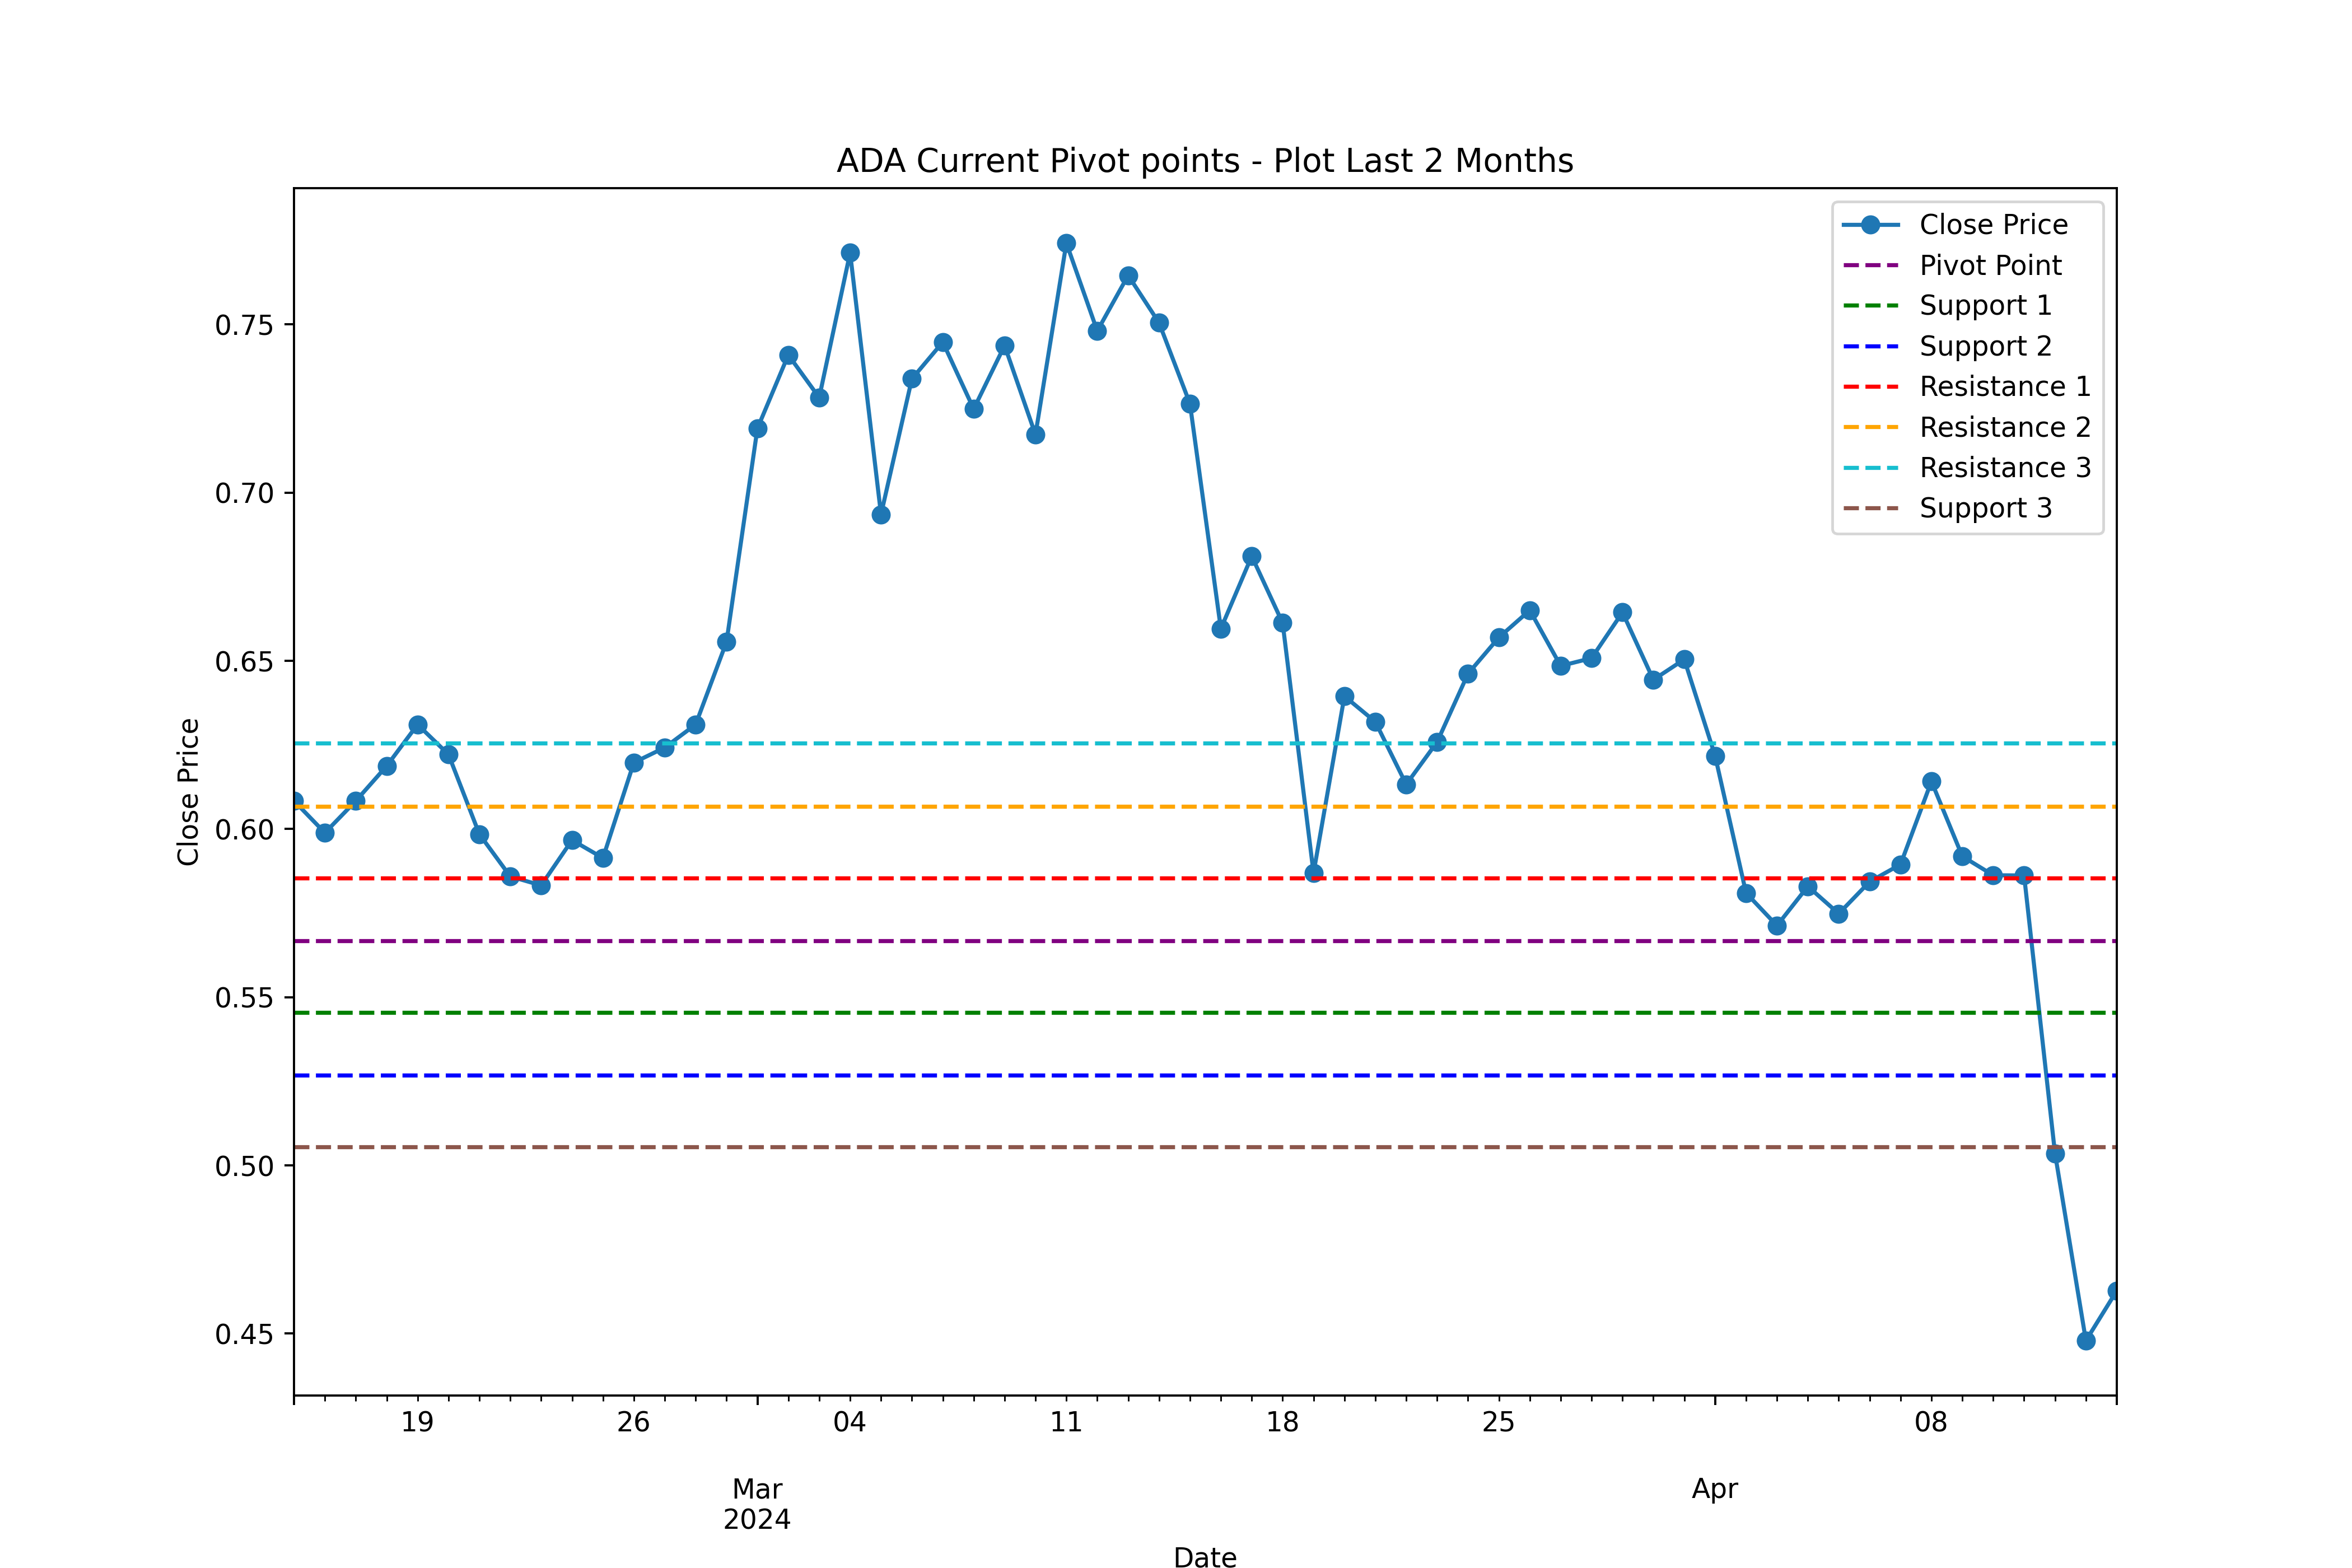 ADA Current Pivot points - Plot Last 2 Months
Close Price
Pivot Point
Support 1
Support 2
Resistance 1
Resistance 2
Resistance 3
Support 3
Close Price
0.75
0.70
0.65
0.60
0.55
0.50
0.45
19 26 04 11 18 25 08
Mar Apr
2024
Date